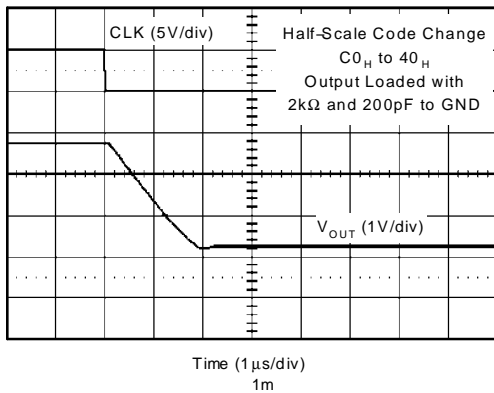 CLK (5V/div)
Half-Scale Code Change
C0H to 40H
Output Loaded with
2kΩ and 200pF to GND
VOUT (1V/div)
Time (1µs/div)
1m